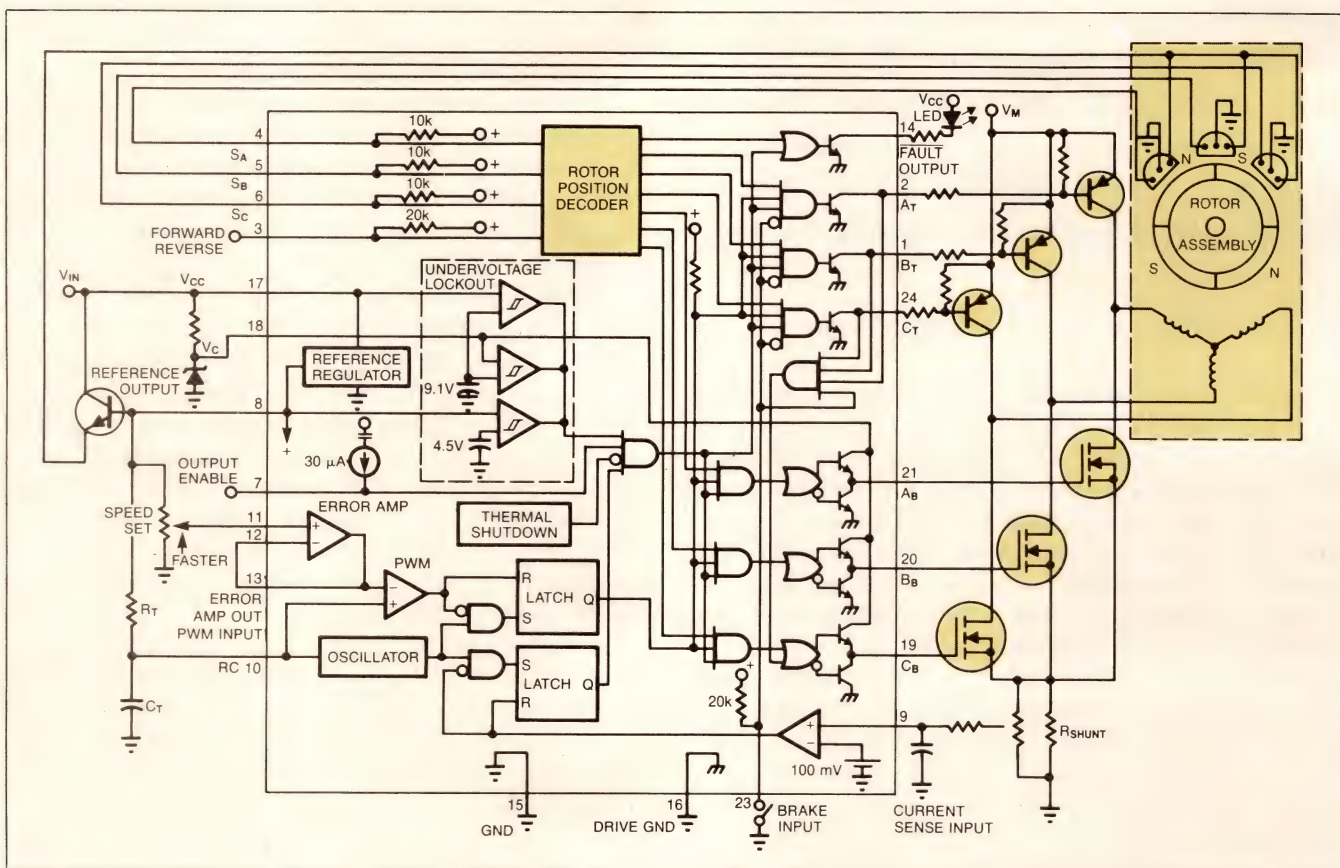 VCC
LED
VM
14
FAULT
OUTPUT
2
AT
1
BT
24
CT
4
SA
5
SB
6
SC
3
FORWARD
REVERSE
10k
+
10k
+
10k
+
20k
+
ROTOR
POSITION
DECODER
+
N
S
ROTOR
ASSEMBLY
S
N
VIN
VCC
17
18
VC
REFERENCE
OUTPUT
8
REFERENCE
REGULATOR
+
UNDERVOLTAGE
LOCKOUT
9.1V
4.5V
30 µA
OUTPUT
ENABLE
7
SPEED
SET
FASTER
11
12
13
ERROR AMP
+
−
ERROR
AMP OUT
PWM INPUT
PWM
−
+
THERMAL
SHUTDOWN
R
LATCH
Q
S
S
LATCH
Q
R
RT
RC 10
OSCILLATOR
CT
21
AB
20
BB
19
CB
+
20k
9
+
−
100 mV
RSHUNT
15
GND
16
DRIVE GND
23
BRAKE
INPUT
CURRENT
SENSE INPUT